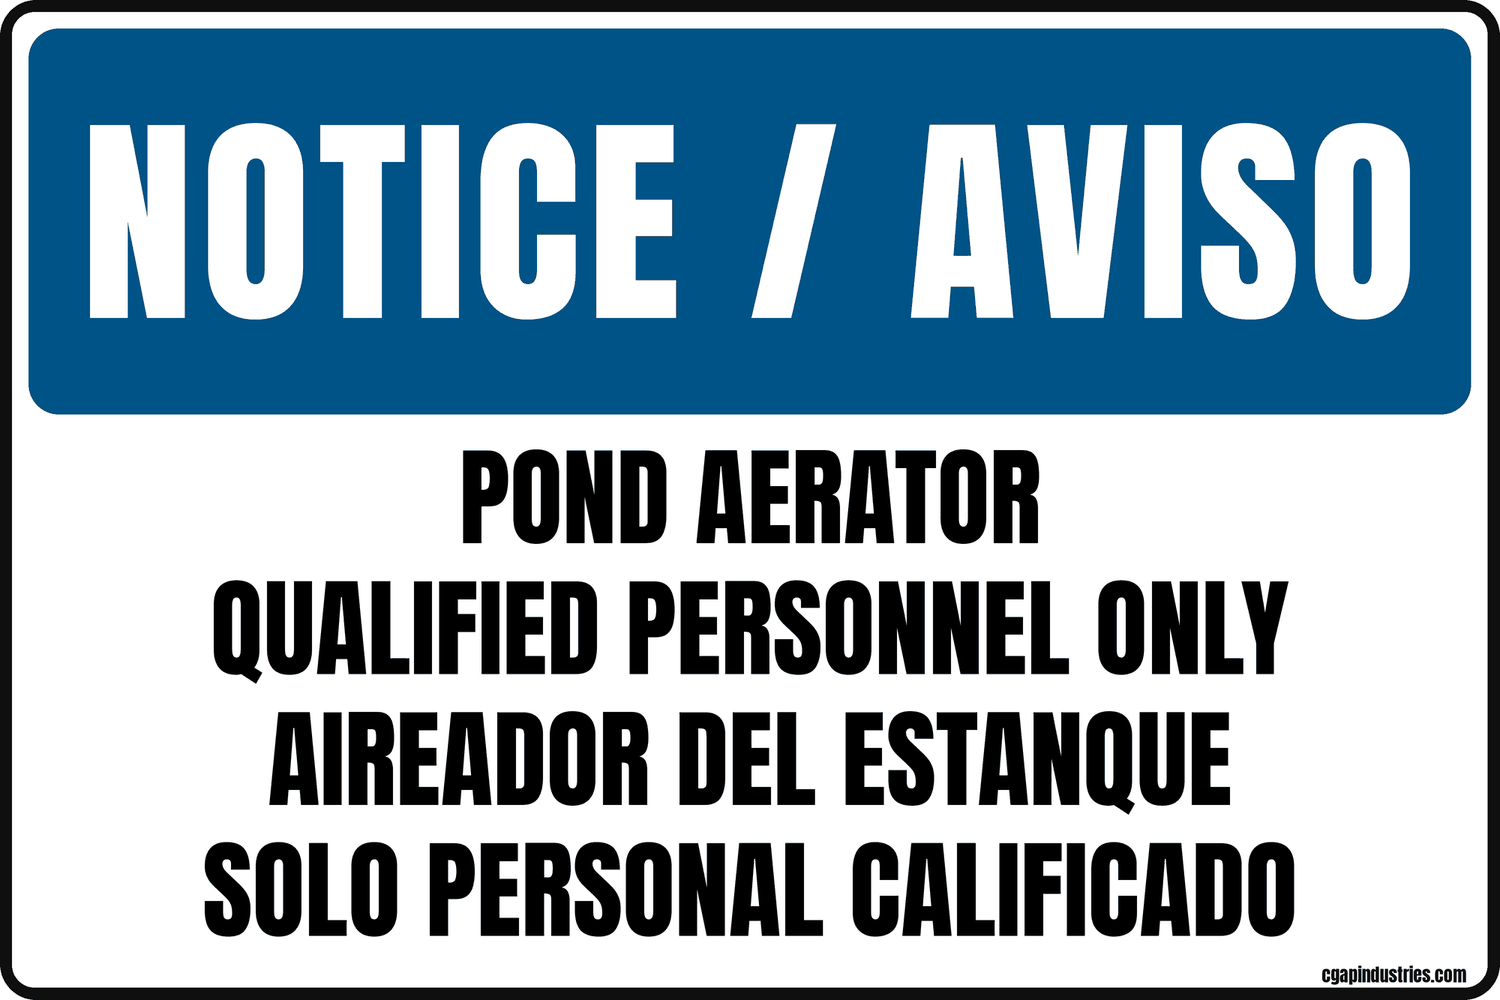 NOTICE / AVISO
POND AERATOR
QUALIFIED PERSONNEL ONLY
AIREADOR DEL ESTANQUE
SOLO PERSONAL CALIFICADO
cgapindustries.com